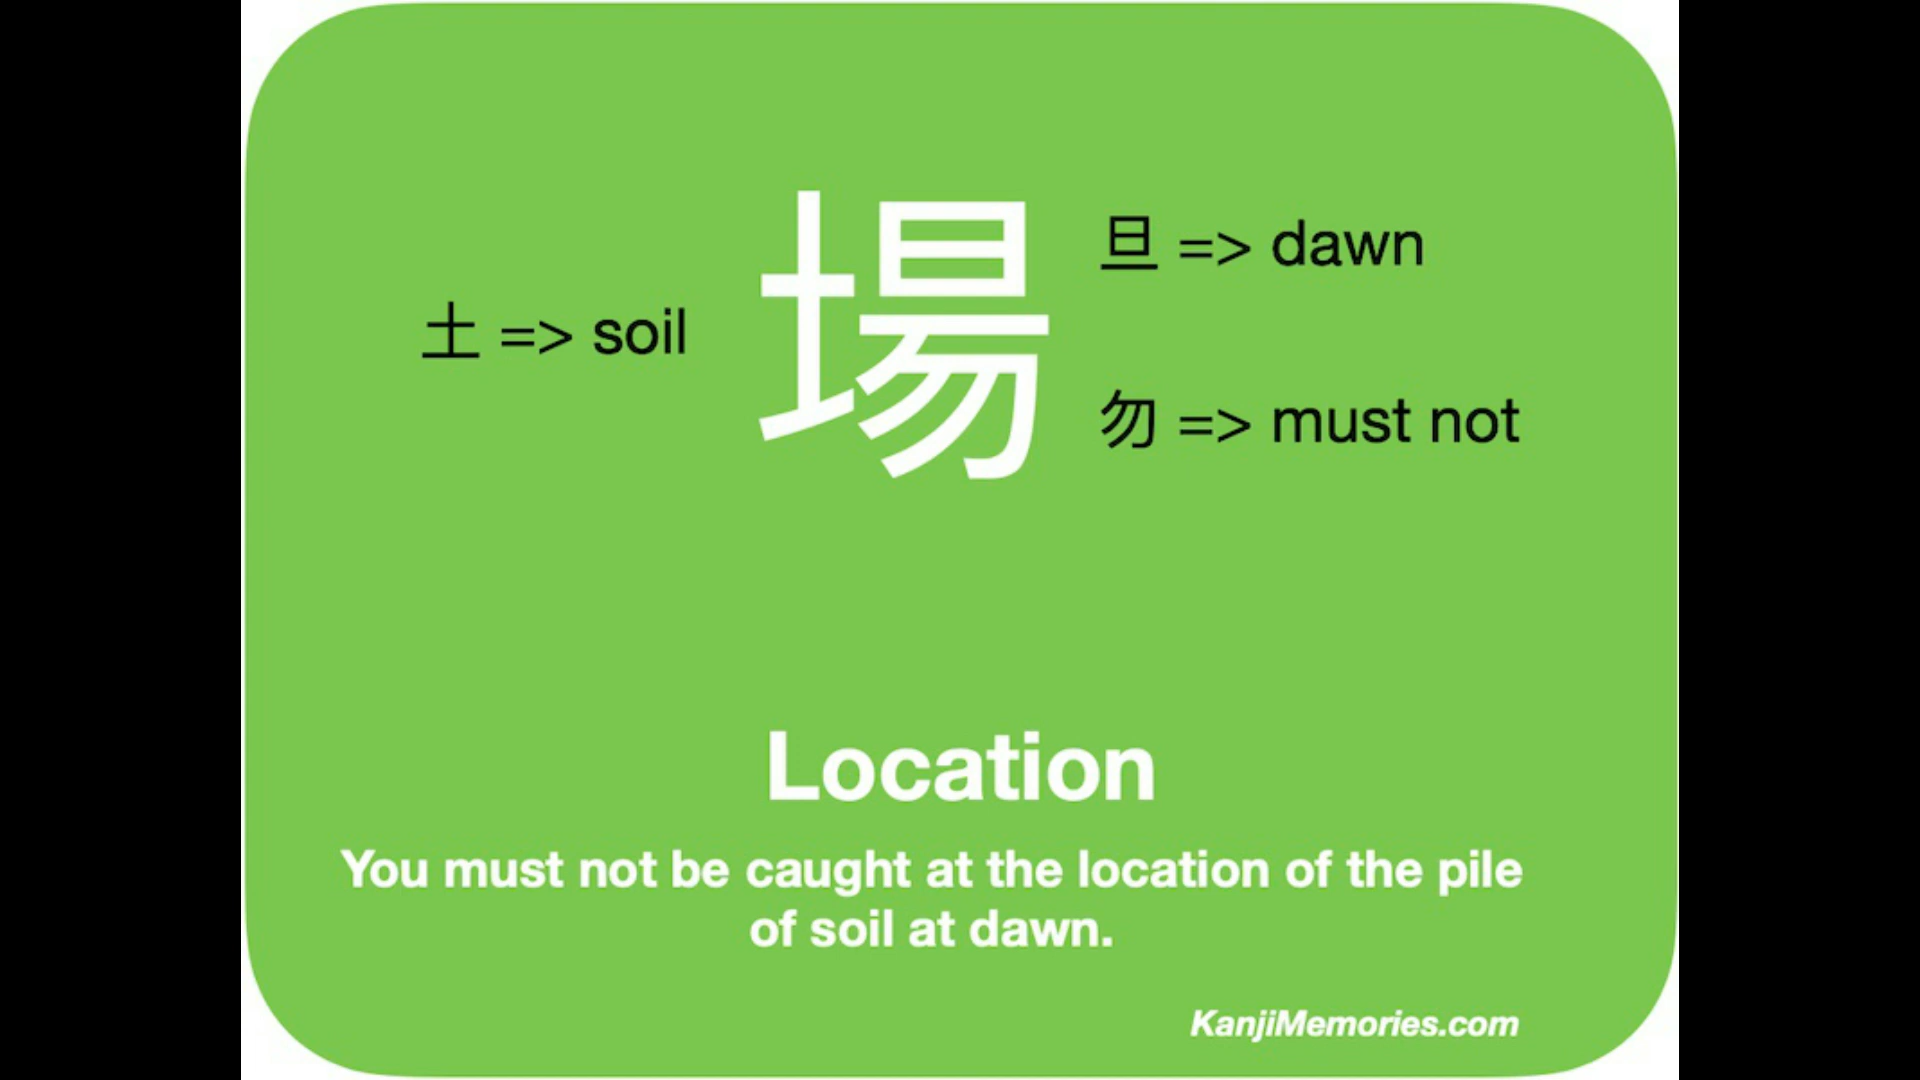 土 => soil
場
旦 => dawn
勿 => must not
Location
You must not be caught at the location of the pile
of soil at dawn.
KanjiMemories.com